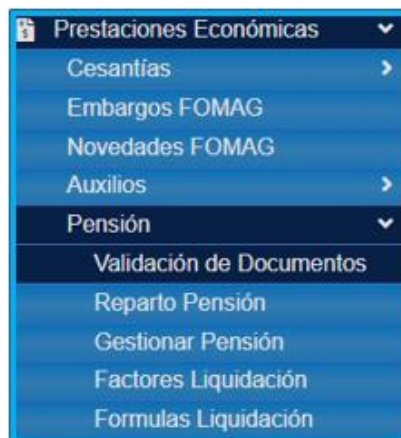 Prestaciones Económicas
Cesantías
Embargos FOMAG
Novedades FOMAG
Auxilios
Pensión
Validación de Documentos
Reparto Pensión
Gestionar Pensión
Factores Liquidación
Formulas Liquidación